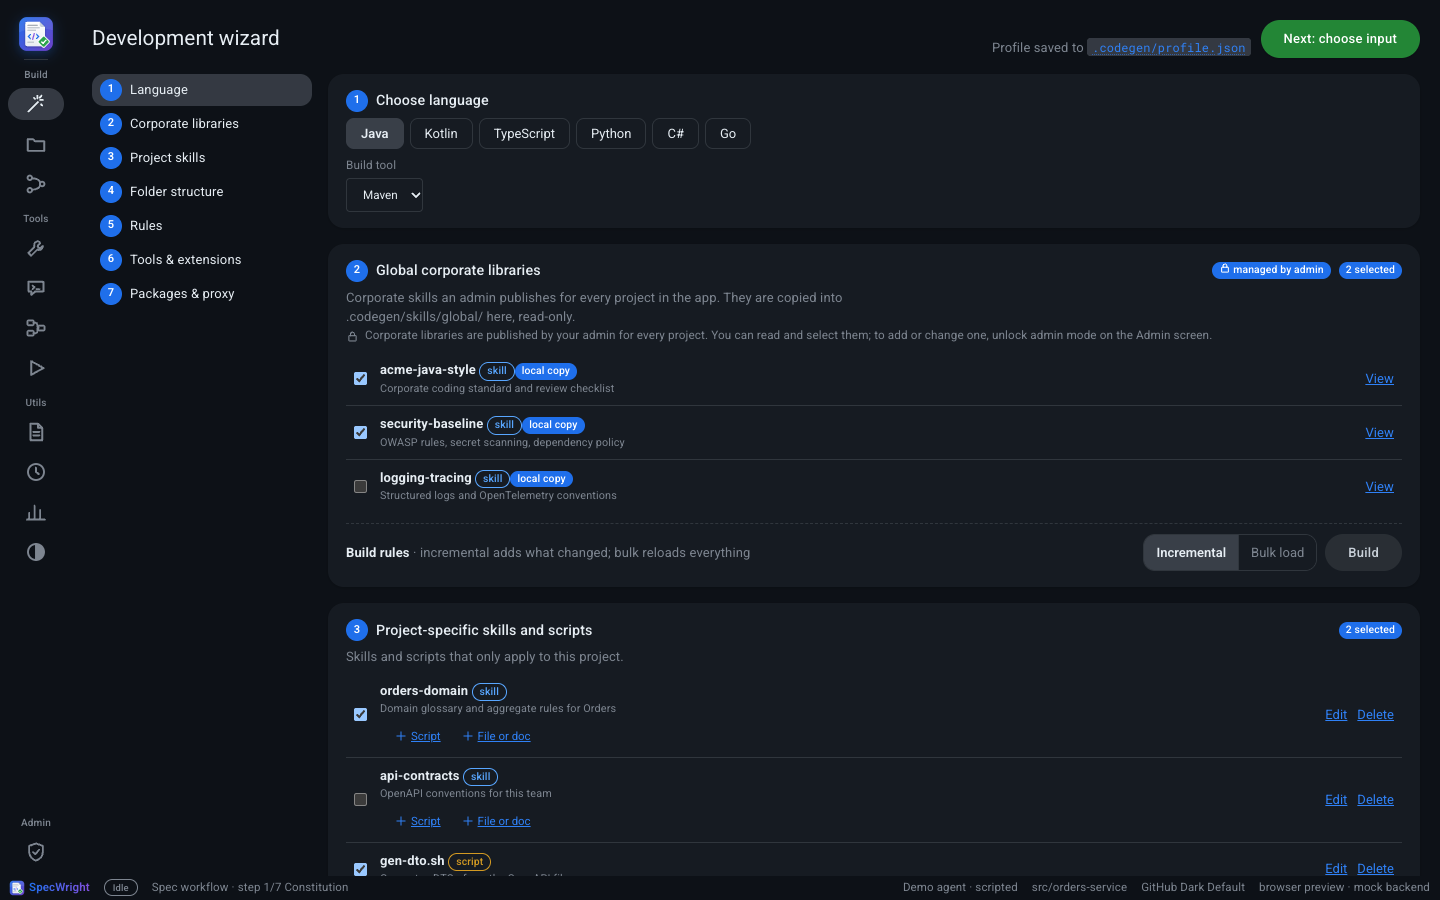 Development wizard
Profile saved to .codegen/profile.json
Next: choose input
Build
Tools
Utils
Admin
1 Language
2 Corporate libraries
3 Project skills
4 Folder structure
5 Rules
6 Tools & extensions
7 Packages & proxy
1 Choose language
Java Kotlin TypeScript Python C# Go
Build tool
Maven
2 Global corporate libraries
managed by admin 2 selected
Corporate skills an admin publishes for every project in the app. They are copied into
.codegen/skills/global/ here, read-only.
Corporate libraries are published by your admin for every project. You can read and select them; to add or change one, unlock admin mode on the Admin screen.
acme-java-style skill local copy
Corporate coding standard and review checklist
View
security-baseline skill local copy
OWASP rules, secret scanning, dependency policy
View
logging-tracing skill local copy
Structured logs and OpenTelemetry conventions
View
Build rules · incremental adds what changed; bulk reloads everything
Incremental Bulk load Build
3 Project-specific skills and scripts
2 selected
Skills and scripts that only apply to this project.
orders-domain skill
Domain glossary and aggregate rules for Orders
+ Script + File or doc
Edit Delete
api-contracts skill
OpenAPI conventions for this team
+ Script + File or doc
Edit Delete
gen-dto.sh script
Edit Delete
SpecWright Idle Spec workflow · step 1/7 Constitution
Demo agent · scripted src/orders-service GitHub Dark Default browser preview · mock backend